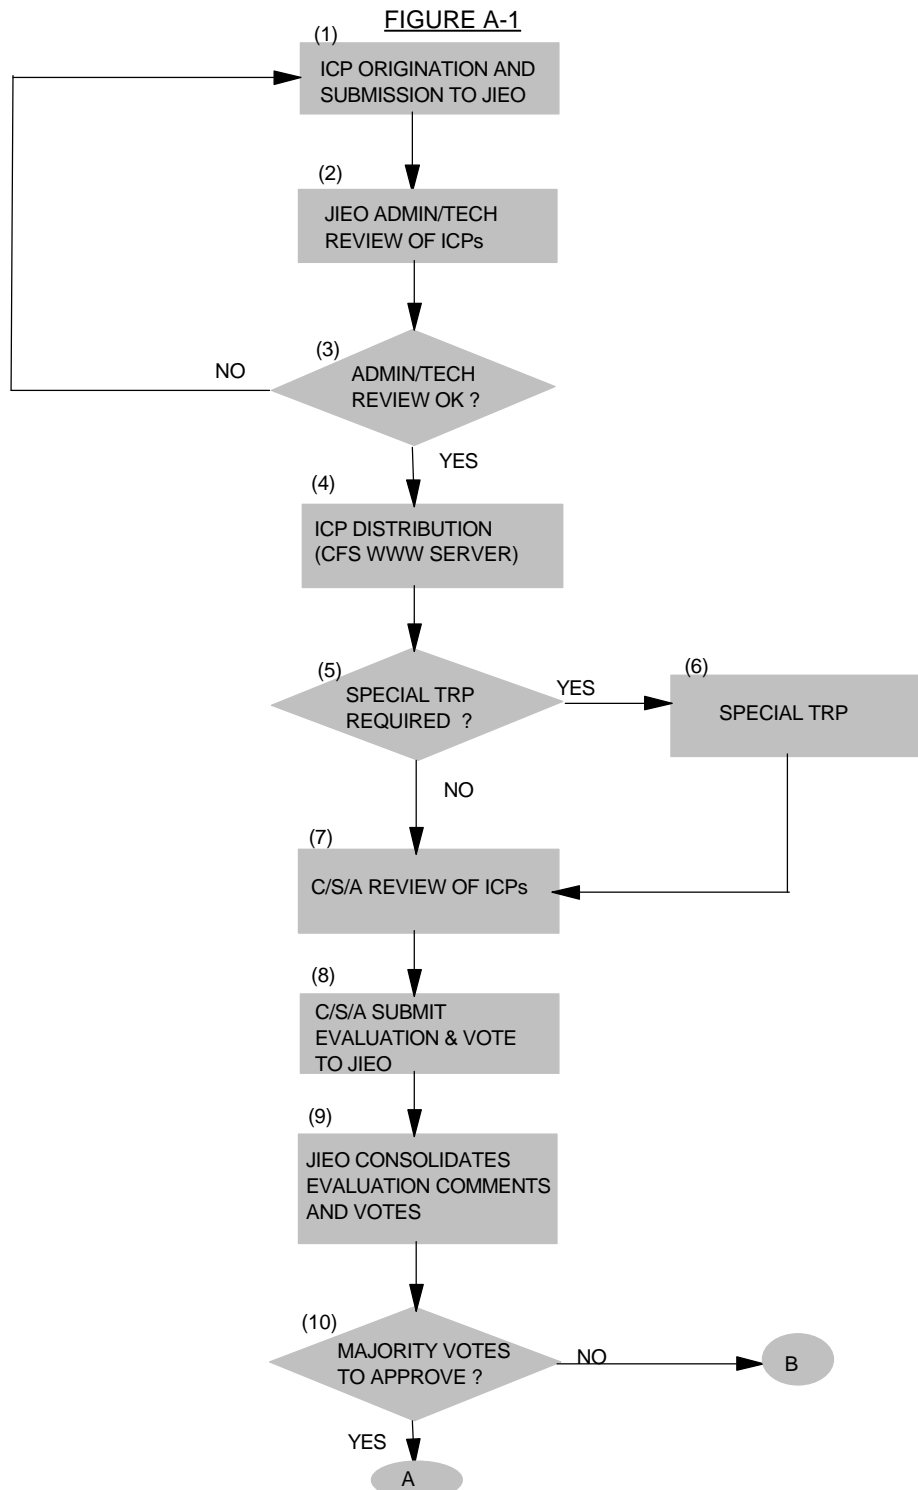 FIGURE A-1
(1)
ICP ORIGINATION AND
SUBMISSION TO JIEO
(2)
JIEO ADMIN/TECH
REVIEW OF ICPs
(3)
ADMIN/TECH
REVIEW OK ?
NO
YES
(4)
ICP DISTRIBUTION
(CFS WWW SERVER)
(5)
SPECIAL TRP
REQUIRED ?
YES
(6)
SPECIAL TRP
NO
(7)
C/S/A REVIEW OF ICPs
(8)
C/S/A SUBMIT
EVALUATION & VOTE
TO JIEO
(9)
JIEO CONSOLIDATES
EVALUATION COMMENTS
AND VOTES
(10)
MAJORITY VOTES
TO APPROVE ?
NO
B
YES
A